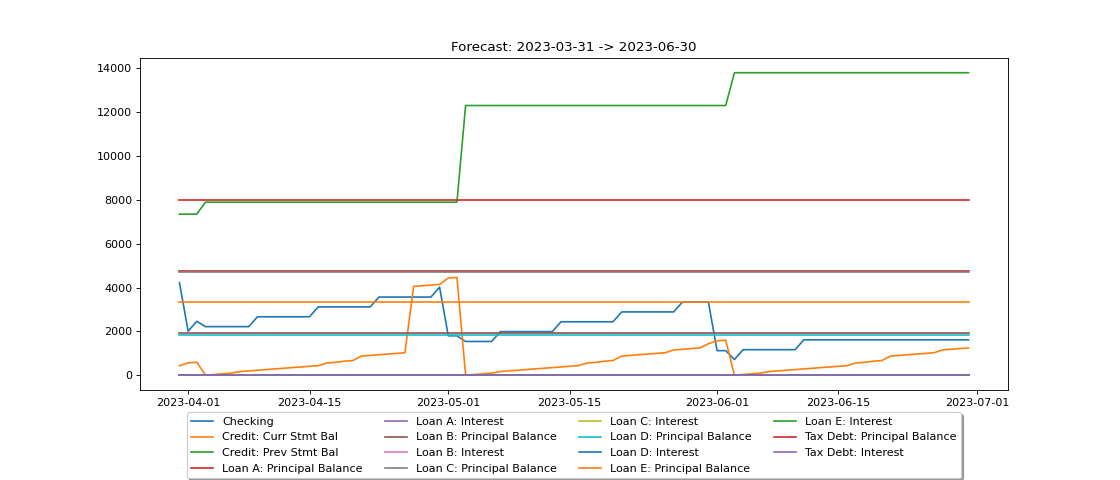 Forecast: 2023-03-31 -> 2023-06-30
14000
12000
10000
8000
6000
4000
2000
0
2023-04-01 2023-04-15 2023-05-01 2023-05-15 2023-06-01 2023-06-15 2023-07-01
Checking Loan A: Interest Loan C: Interest Loan E: Interest
Credit: Curr Stmt Bal Loan B: Principal Balance Loan D: Principal Balance Tax Debt: Principal Balance
Credit: Prev Stmt Bal Loan B: Interest Loan D: Interest Tax Debt: Interest
Loan A: Principal Balance Loan C: Principal Balance Loan E: Principal Balance